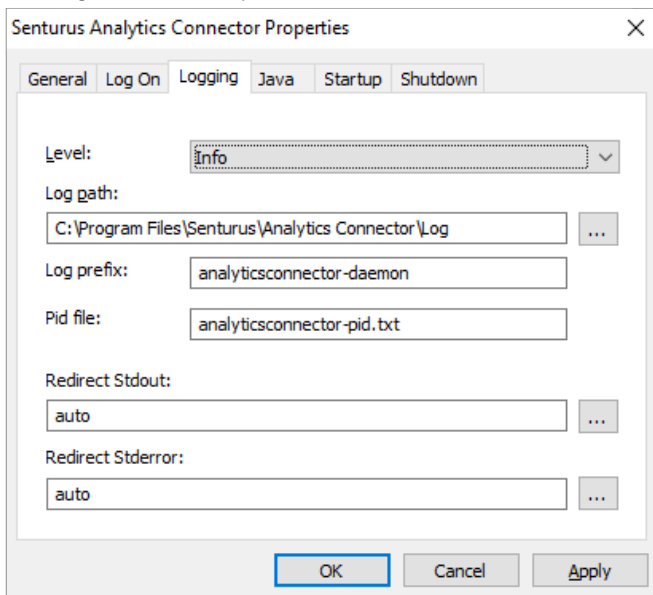 Senturus Analytics Connector Properties
General Log On Logging Java Startup Shutdown
Level: Info
Log path:
C:\Program Files\Senturus\Analytics Connector\Log ...
Log prefix: analyticsconnector-daemon
Pid file: analyticsconnector-pid.txt
Redirect Stdout:
auto ...
Redirect Stderror:
auto ...
OK Cancel Apply